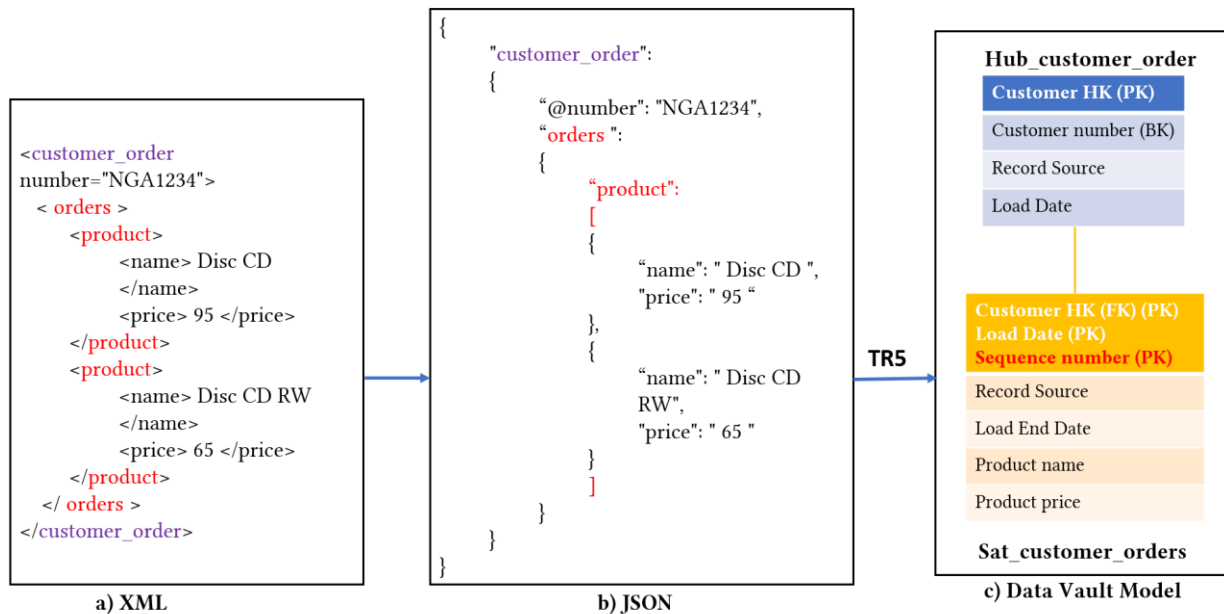 <customer_order
number="NGA1234">
< orders >
<product>
<name> Disc CD
</name>
<price> 95 </price>
</product>
<product>
<name> Disc CD RW
</name>
<price> 65 </price>
</product>
</ orders >
</customer_order>
a) XML
{
"customer_order":
{
“@number": "NGA1234",
“orders ":
{
“product":
[
{
“name": " Disc CD ",
"price": " 95 “
},
{
“name": " Disc CD
RW",
"price": " 65 "
}
]
}
}
}
b) JSON
TR5
Hub_customer_order
Customer HK (PK)
Customer number (BK)
Record Source
Load Date
Customer HK (FK) (PK)
Load Date (PK)
Sequence number (PK)
Record Source
Load End Date
Product name
Product price
Sat_customer_orders
c) Data Vault Model